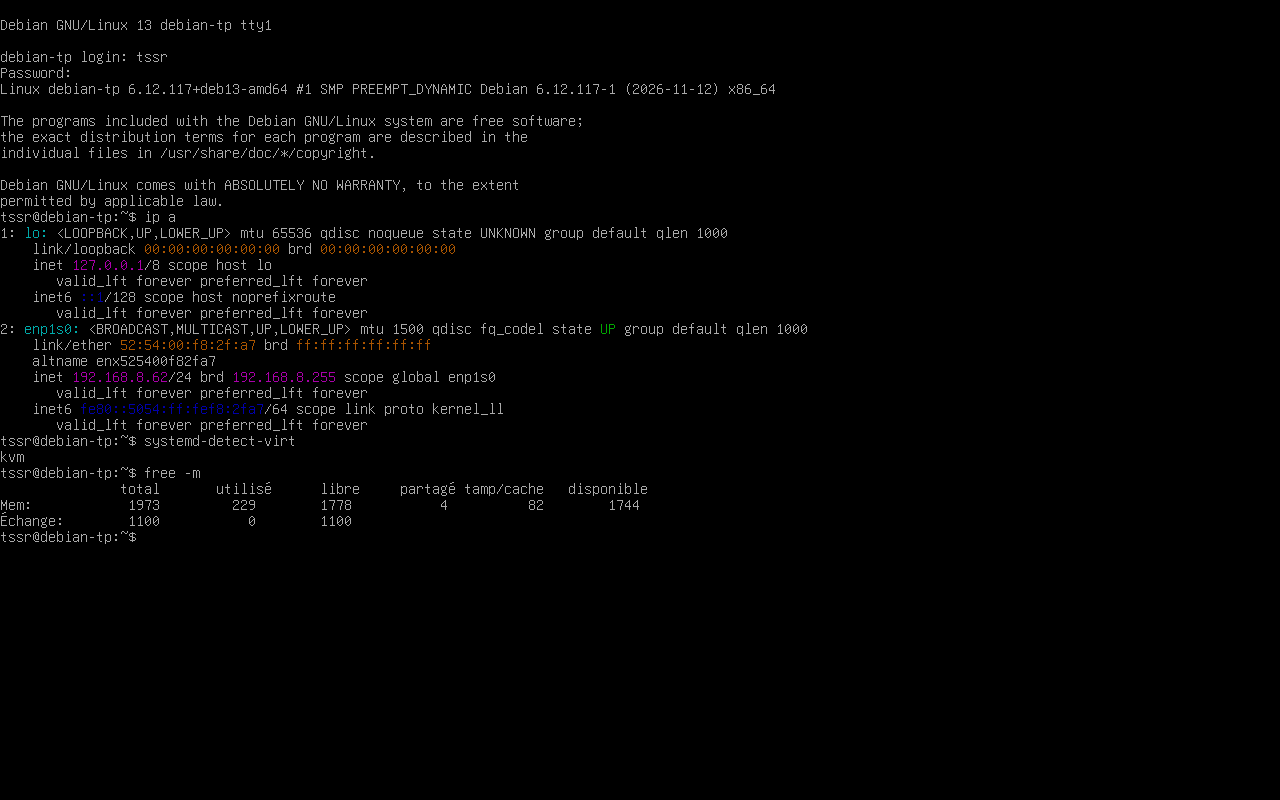 Debian GNU/Linux 13 debian-tp tty1
debian-tp login: tssr
Password:
Linux debian-tp 6.12.117+deb13-amd64 #1 SMP PREEMPT_DYNAMIC Debian 6.12.117-1 (2026-11-12) x86_64
The programs included with the Debian GNU/Linux system are free software;
the exact distribution terms for each program are described in the
individual files in /usr/share/doc/*/copyright.
Debian GNU/Linux comes with ABSOLUTELY NO WARRANTY, to the extent
permitted by applicable law.
tssr@debian-tp:~$ ip a
1: lo: <LOOPBACK,UP,LOWER_UP> mtu 65536 qdisc noqueue state UNKNOWN group default qlen 1000
    link/loopback 00:00:00:00:00:00 brd 00:00:00:00:00:00
    inet 127.0.0.1/8 scope host lo
       valid_lft forever preferred_lft forever
    inet6 ::1/128 scope host noprefixroute
       valid_lft forever preferred_lft forever
2: enp1s0: <BROADCAST,MULTICAST,UP,LOWER_UP> mtu 1500 qdisc fq_codel state UP group default qlen 1000
    link/ether 52:54:00:f8:2f:a7 brd ff:ff:ff:ff:ff:ff
    altname enx525400f82fa7
    inet 192.168.8.62/24 brd 192.168.8.255 scope global enp1s0
       valid_lft forever preferred_lft forever
    inet6 fe80::5054:ff:fef8:2fa7/64 scope link proto kernel_ll
       valid_lft forever preferred_lft forever
tssr@debian-tp:~$ systemd-detect-virt
kvm
tssr@debian-tp:~$ free -m
               total       utilisé      libre     partagé tamp/cache   disponible
Mem:            1973         229        1778           4          82        1744
Échange:        1100           0        1100
tssr@debian-tp:~$